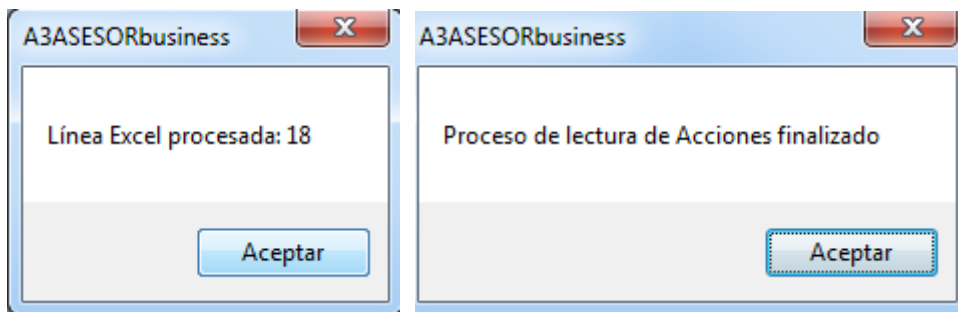 A3ASESORbusiness
Línea Excel procesada: 18
Aceptar
A3ASESORbusiness
Proceso de lectura de Acciones finalizado
Aceptar